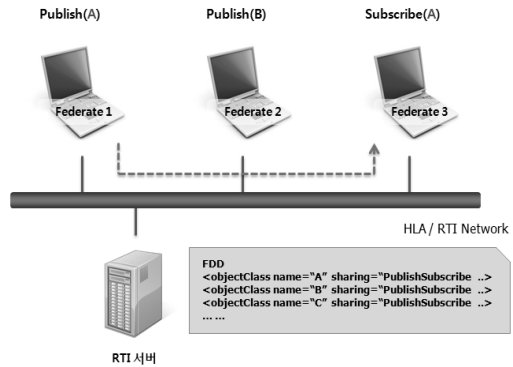 Publish(A)
Publish(B)
Subscribe(A)
Federate 1
Federate 2
Federate 3
HLA / RTI Network
FDD
<objectClass name="A" sharing="PublishSubscribe ..>
<objectClass name="B" sharing="PublishSubscribe ..>
<objectClass name="C" sharing="PublishSubscribe ..>
... ...
RTI 서버